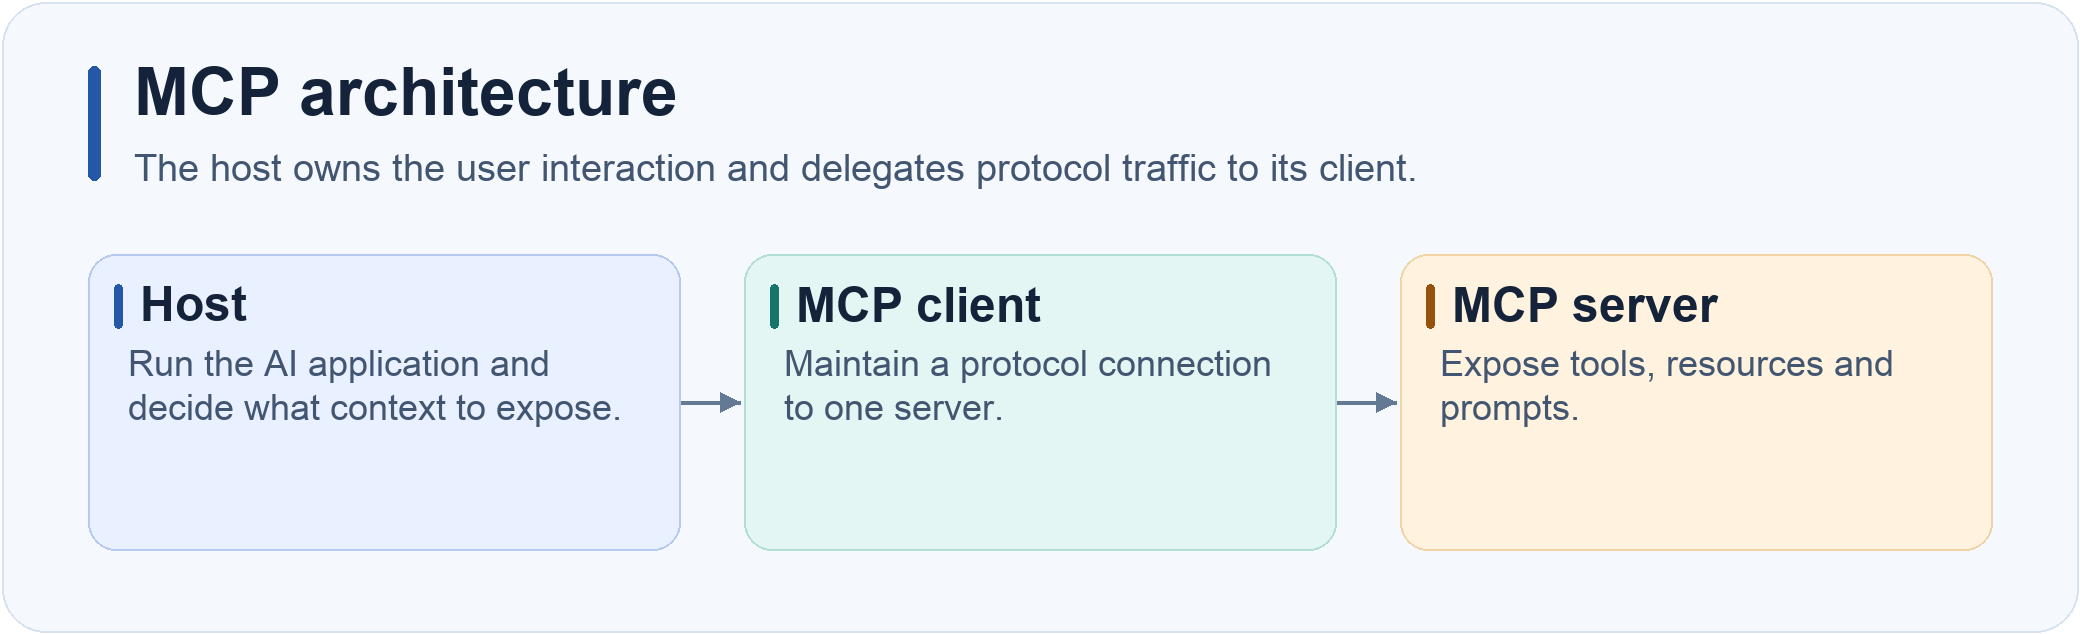 MCP architecture
The host owns the user interaction and delegates protocol traffic to its client.
Host
Run the AI application and
decide what context to expose.
MCP client
Maintain a protocol connection
to one server.
MCP server
Expose tools, resources and
prompts.